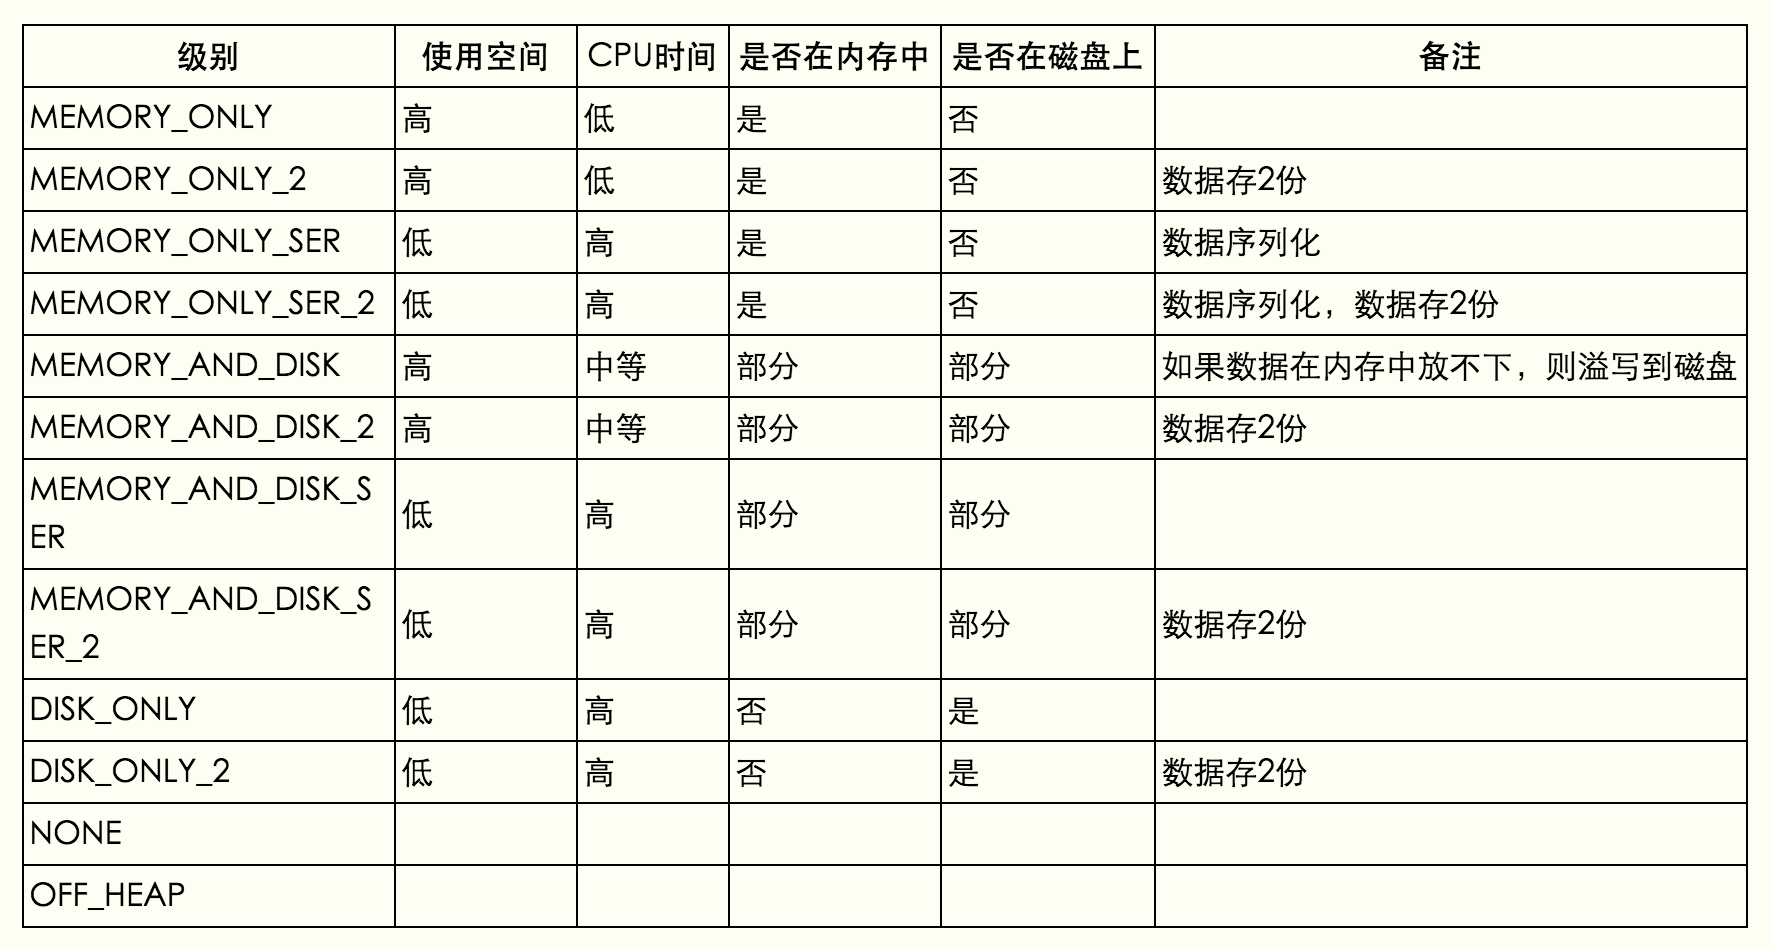 级别 使用空间 CPU时间 是否在内存中 是否在磁盘上 备注
MEMORY_ONLY 高 低 是 否
MEMORY_ONLY_2 高 低 是 否 数据存2份
MEMORY_ONLY_SER 低 高 是 否 数据序列化
MEMORY_ONLY_SER_2 低 高 是 否 数据序列化，数据存2份
MEMORY_AND_DISK 高 中等 部分 部分 如果数据在内存中放不下，则溢写到磁盘
MEMORY_AND_DISK_2 高 中等 部分 部分 数据存2份
MEMORY_AND_DISK_S
ER 低 高 部分 部分
MEMORY_AND_DISK_S
ER_2 低 高 部分 部分 数据存2份
DISK_ONLY 低 高 否 是
DISK_ONLY_2 低 高 否 是 数据存2份
NONE
OFF_HEAP